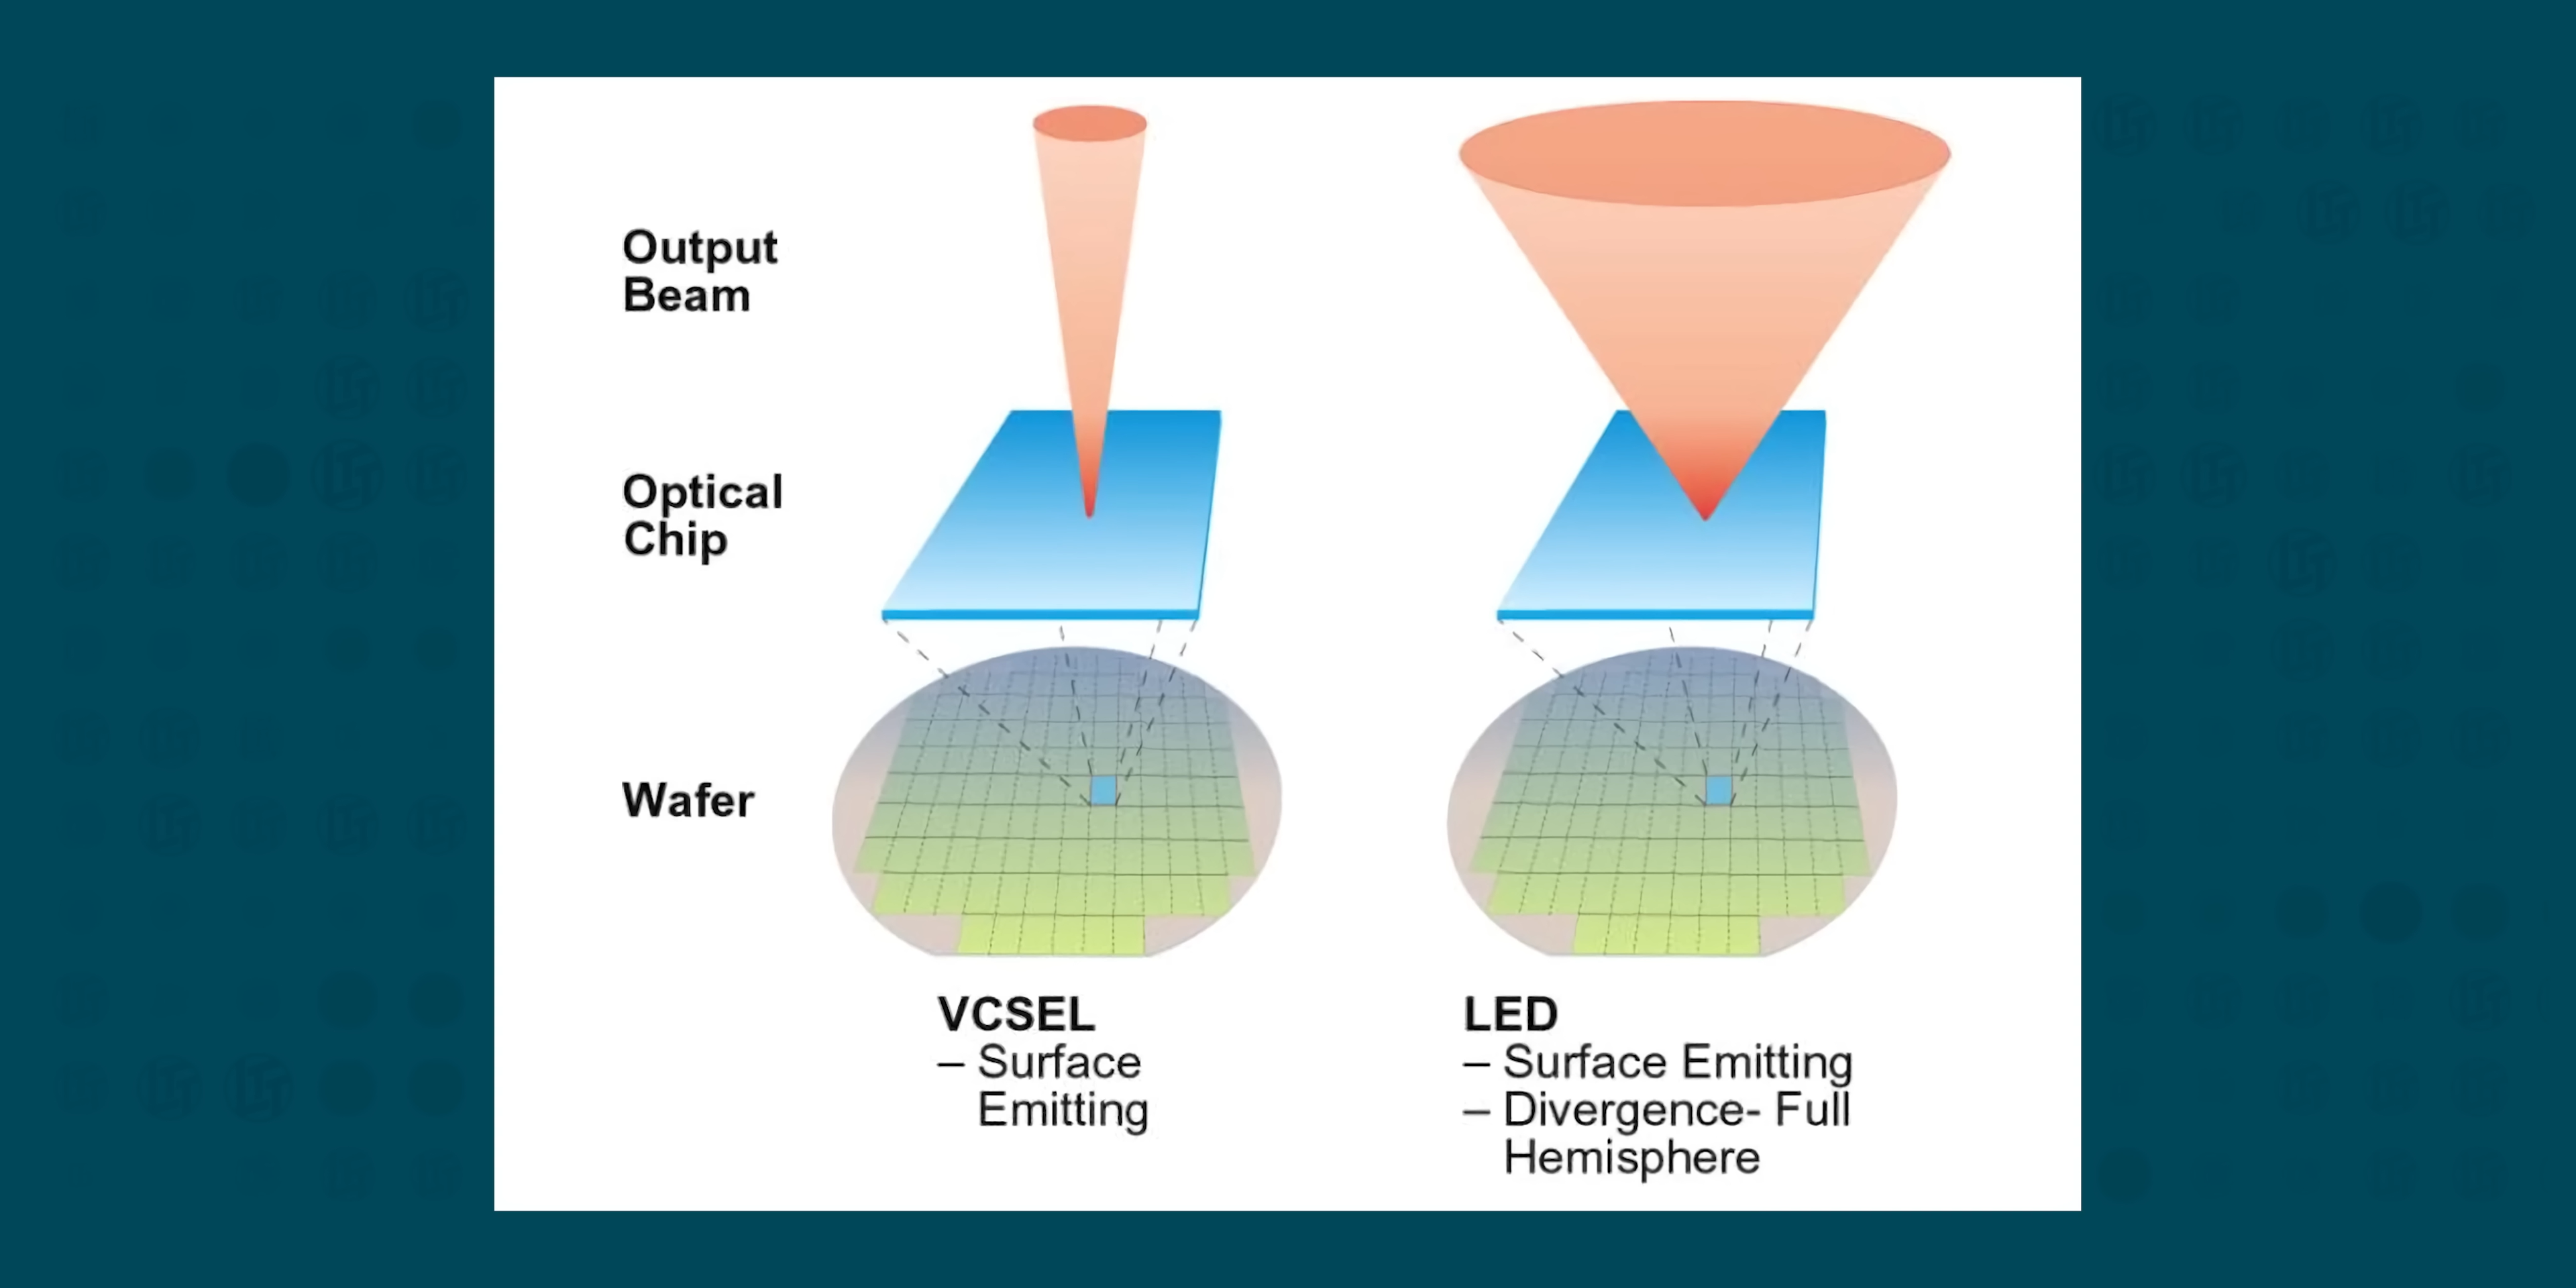 Output
Beam
Optical
Chip
Wafer
VCSEL
– Surface
Emitting
LED
– Surface Emitting
– Divergence- Full
Hemisphere